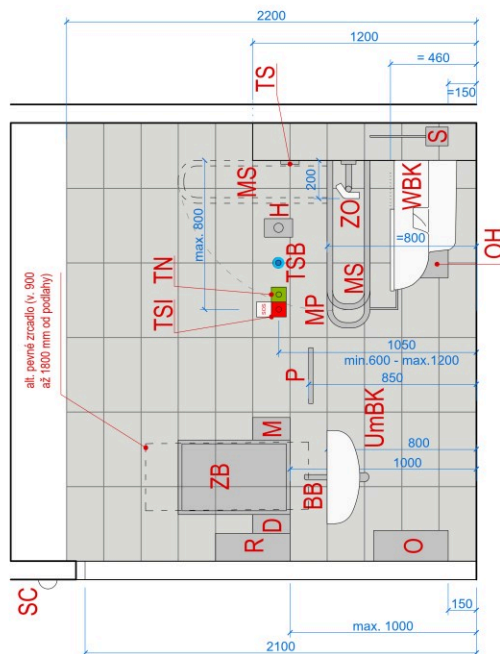 2200
1200
= 460
=150
TS
S
MS
200
max. 800
H
ZO
WBK
TSB
=800
MS
OH
TN
TSI
SOS
MP
alt. pevné zrcadlo (v. 900
až 1800 mm od podlahy)
1050
min.600 - max.1200
P
850
UmBK
M
800
1000
ZB
BB
D
R
O
SC
150
max. 1000
2100